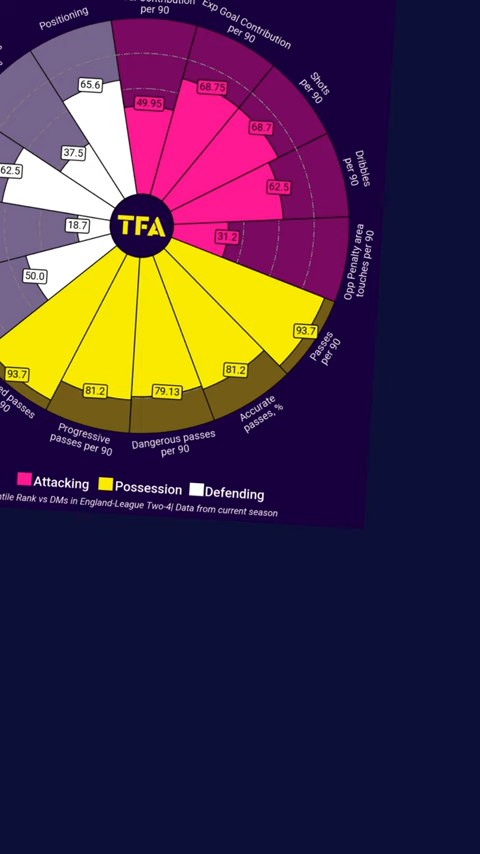 per 90
Exp Goal Contribution
per 90
Positioning
Shots
per 90
65.6
68.75
49.95
68.7
37.5
Dribbles
per 90
62.5
62.5
TFA
18.7
31.2
Opp Penalty area
touches per 90
50.0
93.7
Passes
per 90
93.7
81.2
81.2
79.13
passes
90
Accurate
passes, %
Progressive
passes per 90
Dangerous passes
per 90
Attacking
Possession
Defending
Rank vs DMs in England-League Two-4| Data from current season